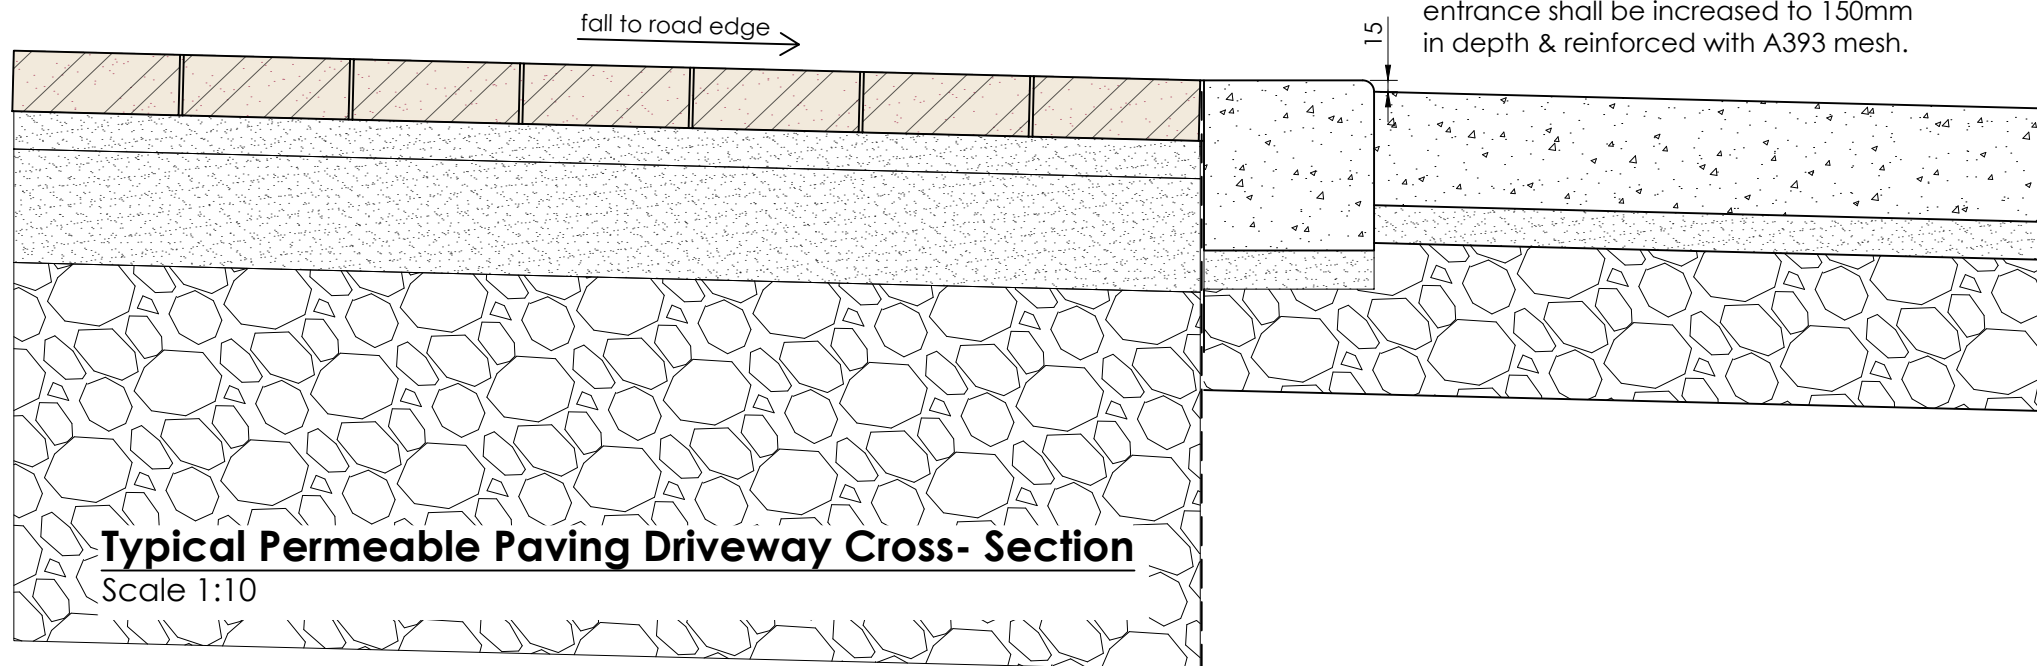 fall to road edge
15
entrance shall be increased to 150mm
in depth & reinforced with A393 mesh.
Typical Permeable Paving Driveway Cross- Section
Scale 1:10